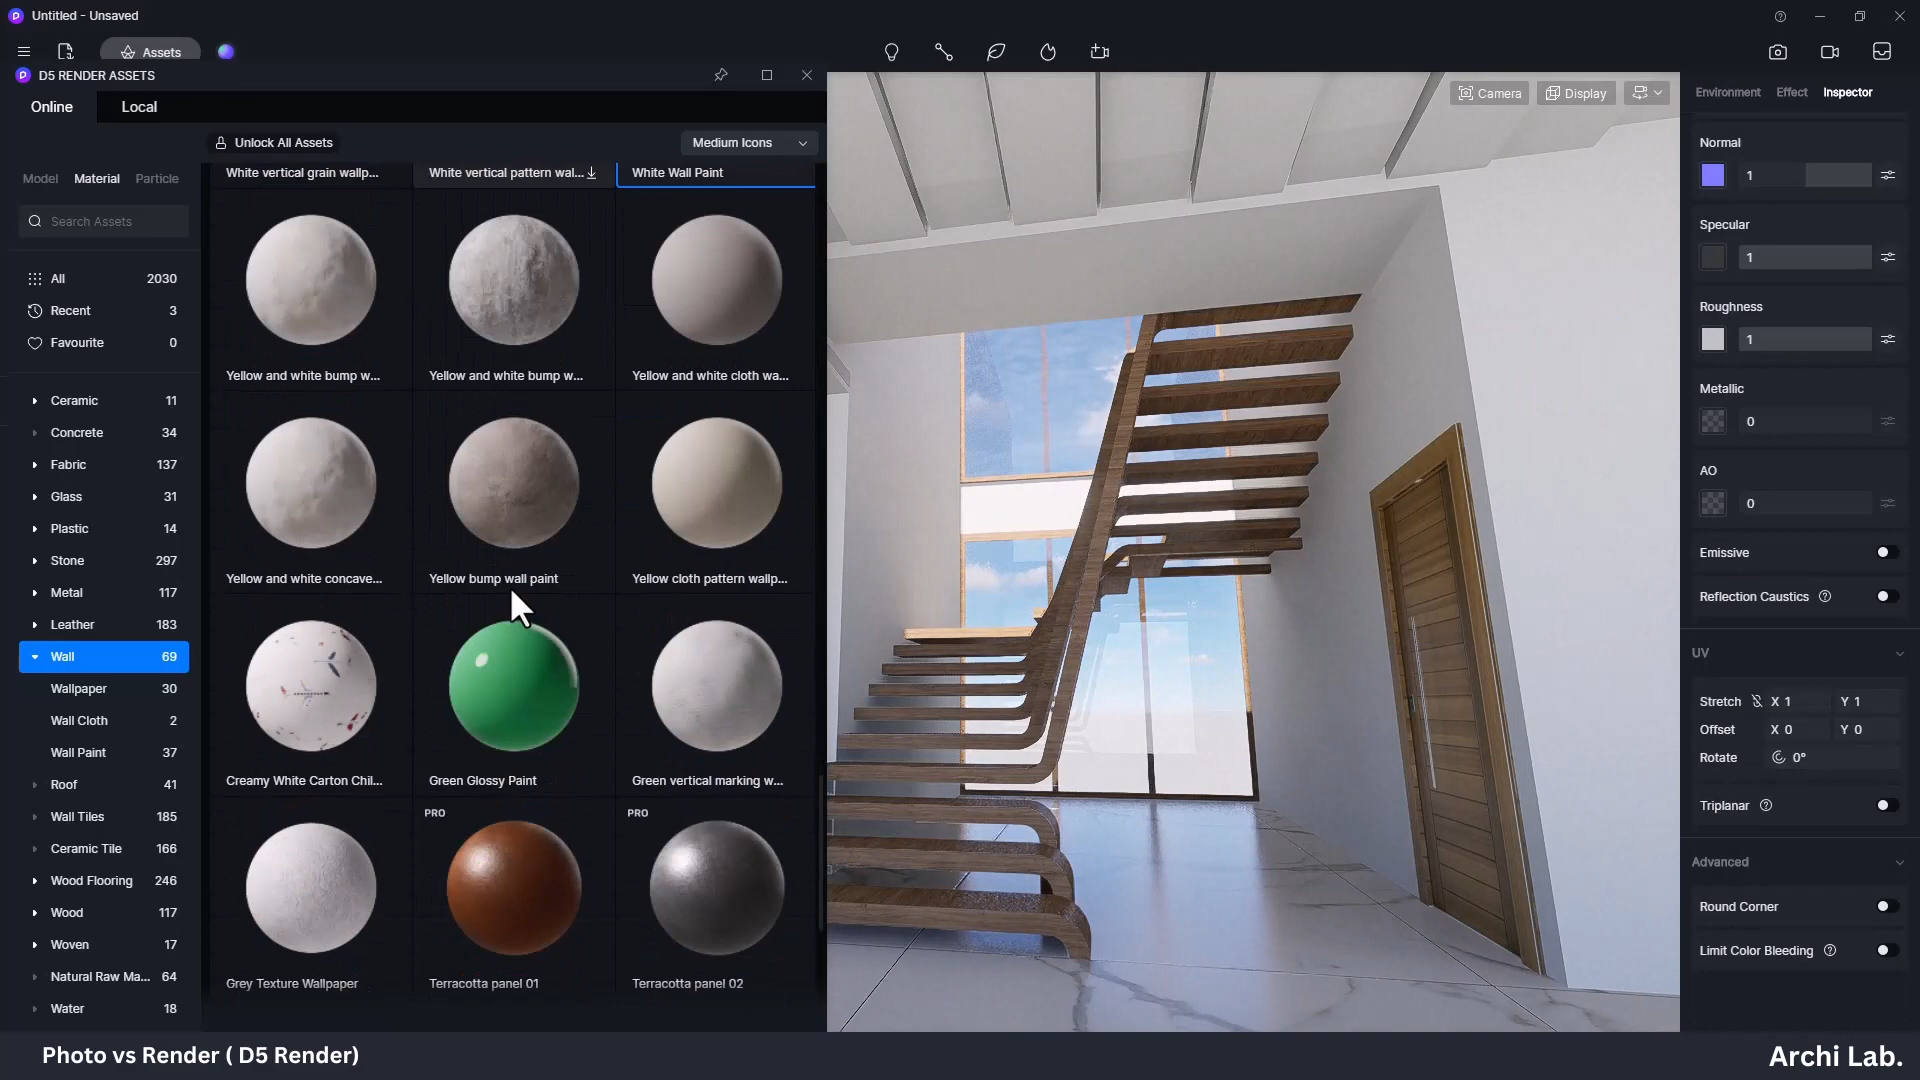 Untitled - Unsaved
Assets
D5 RENDER ASSETS
Online
Local
Unlock All Assets
Medium Icons
Model
Material
Particle
Search Assets
All 2030
Recent 3
Favourite 0
Ceramic 11
Concrete 34
Fabric 137
Glass 31
Plastic 14
Stone 297
Metal 117
Leather 183
Wall 69
Wallpaper 30
Wall Cloth 2
Wall Paint 37
Roof 41
Wall Tiles 185
Ceramic Tile 166
Wood Flooring 246
Wood 117
Woven 17
Natural Raw Ma... 64
Water 18
White vertical grain wallp...
White vertical pattern wal...
White Wall Paint
Yellow and white bump w...
Yellow and white bump w...
Yellow and white cloth wa...
Yellow and white concave...
Yellow bump wall paint
Yellow cloth pattern wallp...
Creamy White Carton Chil...
Green Glossy Paint
Green vertical marking w...
PRO
PRO
Grey Texture Wallpaper
Terracotta panel 01
Terracotta panel 02
Camera
Display
Environment
Effect
Inspector
Normal
1
Specular
1
Roughness
1
Metallic
0
AO
0
Emissive
Reflection Caustics
UV
Stretch X 1 Y 1
Offset X 0 Y 0
Rotate 0°
Triplanar
Advanced
Round Corner
Limit Color Bleeding
Photo vs Render ( D5 Render)
Archi Lab.